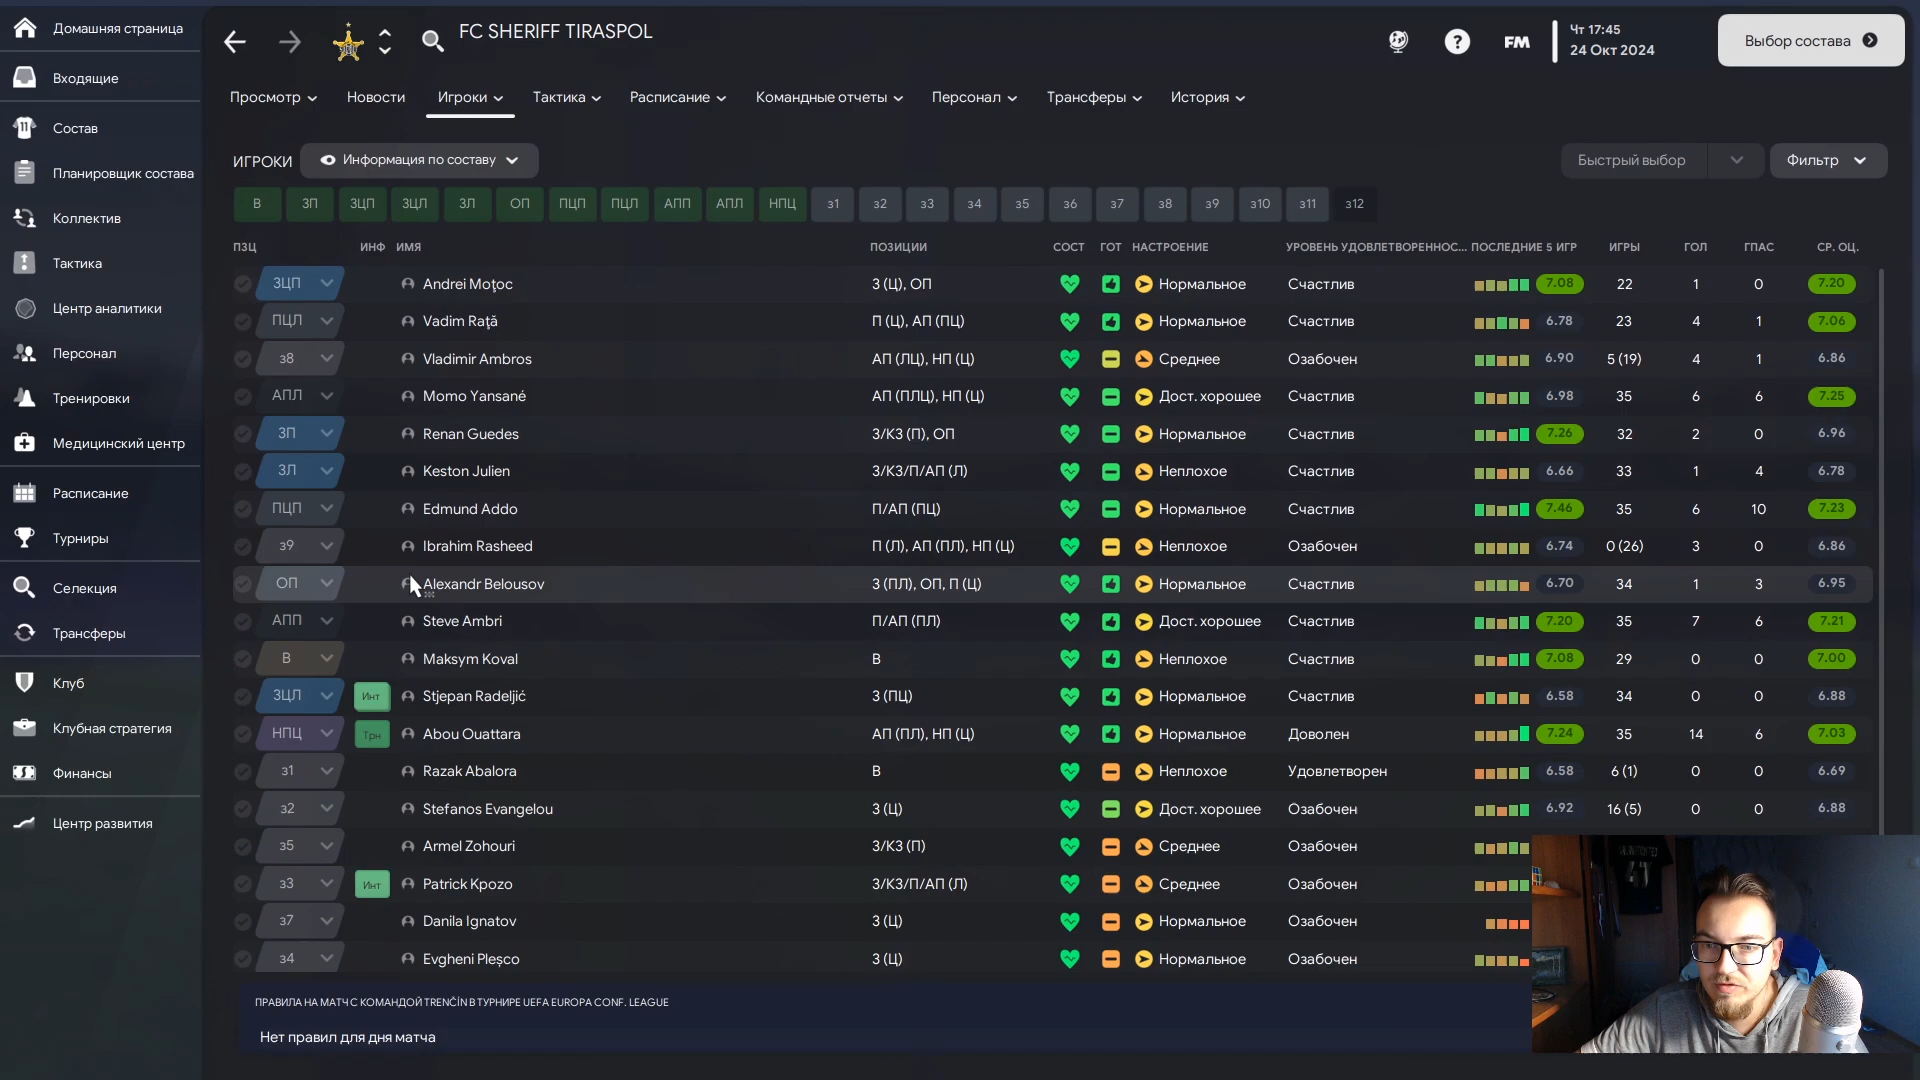 Домашняя страница
Входящие
Состав
Планировщик состава
Коллектив
Тактика
Центр аналитики
Персонал
Тренировки
Медицинский центр
Расписание
Турниры
Селекция
Трансферы
Клуб
Клубная стратегия
Финансы
Центр развития
FC SHERIFF TIRASPOL
FM
Чт 17:45
24 Окт 2024
Выбор состава
Просмотр Новости Игроки Тактика Расписание Командные отчеты Персонал Трансферы История
ИГРОКИ Информация по составу Быстрый выбор Фильтр
В ЗП ЗЦП ЗЦЛ ЗЛ ОП ПЦП ПЦЛ АПП АПЛ НПЦ з1 з2 з3 з4 з5 з6 з7 з8 з9 з10 з11 з12
ПЗЦ ИНФ ИМЯ ПОЗИЦИИ СОСТ ГОТ НАСТРОЕНИЕ УРОВЕНЬ УДОВЛЕТВОРЕННОС... ПОСЛЕДНИЕ 5 ИГР ИГРЫ ГОЛ ГПАС СР. ОЦ.
ЗЦП Andrei Moţoc З (Ц), ОП Нормальное Счастлив 7.08 22 1 0 7.20
ПЦЛ Vadim Rață П (Ц), АП (ПЦ) Нормальное Счастлив 6.78 23 4 1 7.06
з8 Vladimir Ambros АП (ЛЦ), НП (Ц) Среднее Озабочен 6.90 5 (19) 4 1 6.86
АПЛ Momo Yansané АП (ПЛЦ), НП (Ц) Дост. хорошее Счастлив 6.98 35 6 6 7.25
ЗП Renan Guedes З/КЗ (П), ОП Нормальное Счастлив 7.26 32 2 0 6.96
ЗЛ Keston Julien З/КЗ/П/АП (Л) Неплохое Счастлив 6.66 33 1 4 6.78
ПЦП Edmund Addo П/АП (ПЦ) Нормальное Счастлив 7.46 35 6 10 7.23
з9 Ibrahim Rasheed П (Л), АП (ПЛ), НП (Ц) Неплохое Озабочен 6.74 0 (26) 3 0 6.86
ОП Alexandr Belousov З (ПЛ), ОП, П (Ц) Нормальное Счастлив 6.70 34 1 3 6.95
АПП Steve Ambri П/АП (ПЛ) Дост. хорошее Счастлив 7.20 35 7 6 7.21
В Maksym Koval В Неплохое Счастлив 7.08 29 0 0 7.00
ЗЦЛ Инт Stjepan Radeljić З (ПЦ) Нормальное Счастлив 6.58 34 0 0 6.88
НПЦ Трн Abou Ouattara АП (ПЛ), НП (Ц) Нормальное Доволен 7.24 35 14 6 7.03
з1 Razak Abalora В Неплохое Удовлетворен 6.58 6 (1) 0 0 6.69
з2 Stefanos Evangelou З (Ц) Дост. хорошее Озабочен 6.92 16 (5) 0 0 6.88
з5 Armel Zohouri З/КЗ (П) Среднее Озабочен
з3 Инт Patrick Kpozo З/КЗ/П/АП (Л) Среднее Озабочен
з7 Danila Ignatov З (Ц) Нормальное Озабочен
з4 Evgheni Pleșco З (Ц) Нормальное Озабочен
ПРАВИЛА НА МАТЧ С КОМАНДОЙ TRENČÍN В ТУРНИРЕ UEFA EUROPA CONF. LEAGUE
Нет правил для дня матча